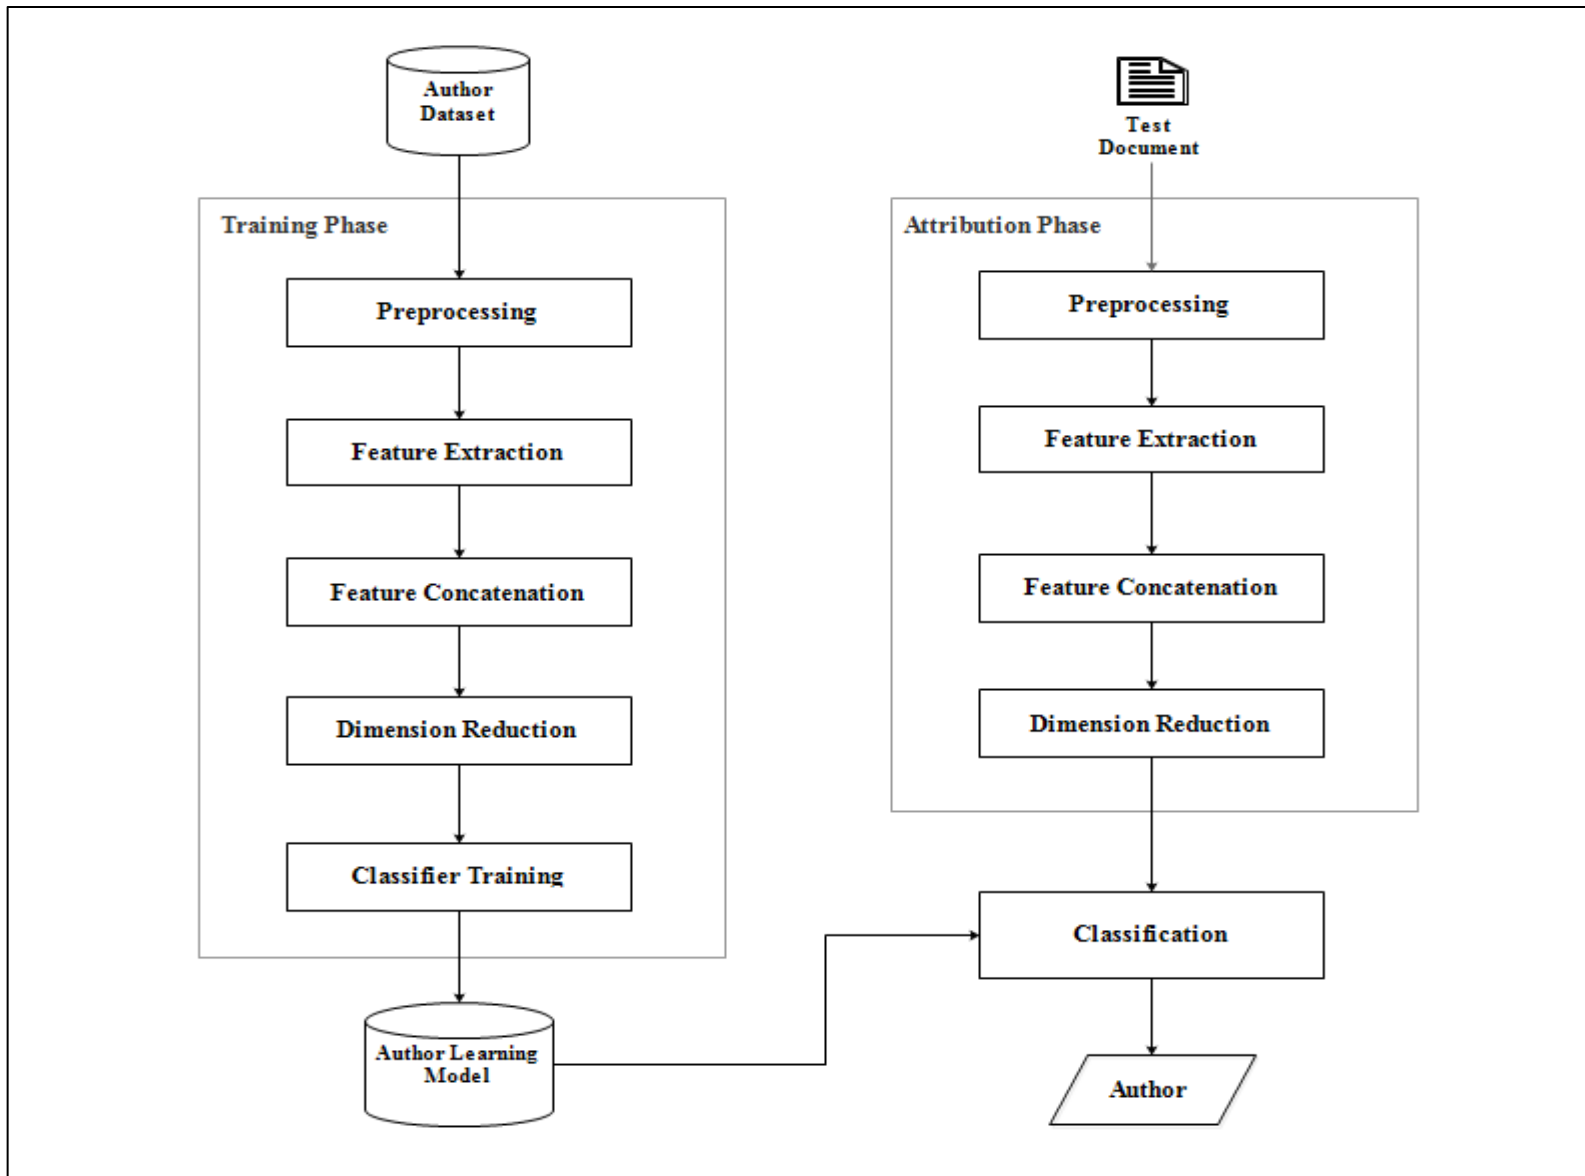 Author
Dataset
Training Phase
Preprocessing
Feature Extraction
Feature Concatenation
Dimension Reduction
Classifier Training
Author Learning
Model
Test
Document
Attribution Phase
Preprocessing
Feature Extraction
Feature Concatenation
Dimension Reduction
Classification
Author